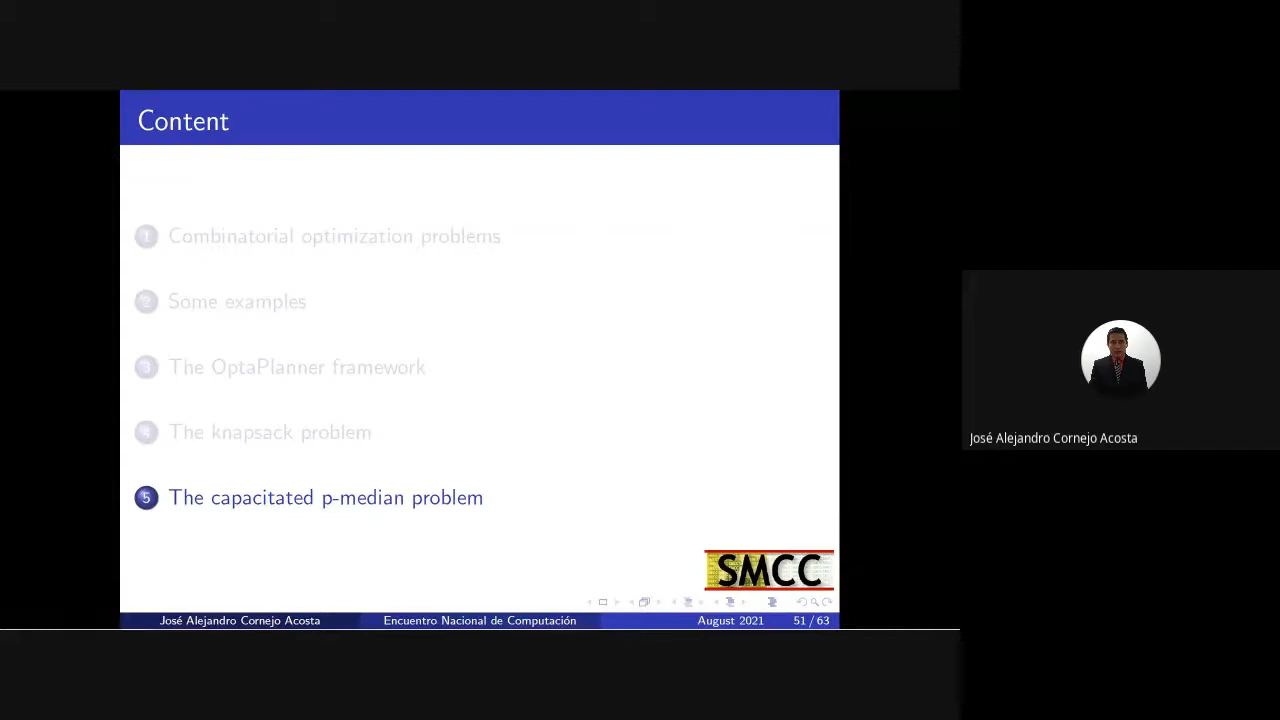 Content
1 Combinatorial optimization problems
2 Some examples
3 The OptaPlanner framework
4 The knapsack problem
5 The capacitated p-median problem
SMCC
José Alejandro Cornejo Acosta Encuentro Nacional de Computación August 2021 51 / 63
José Alejandro Cornejo Acosta